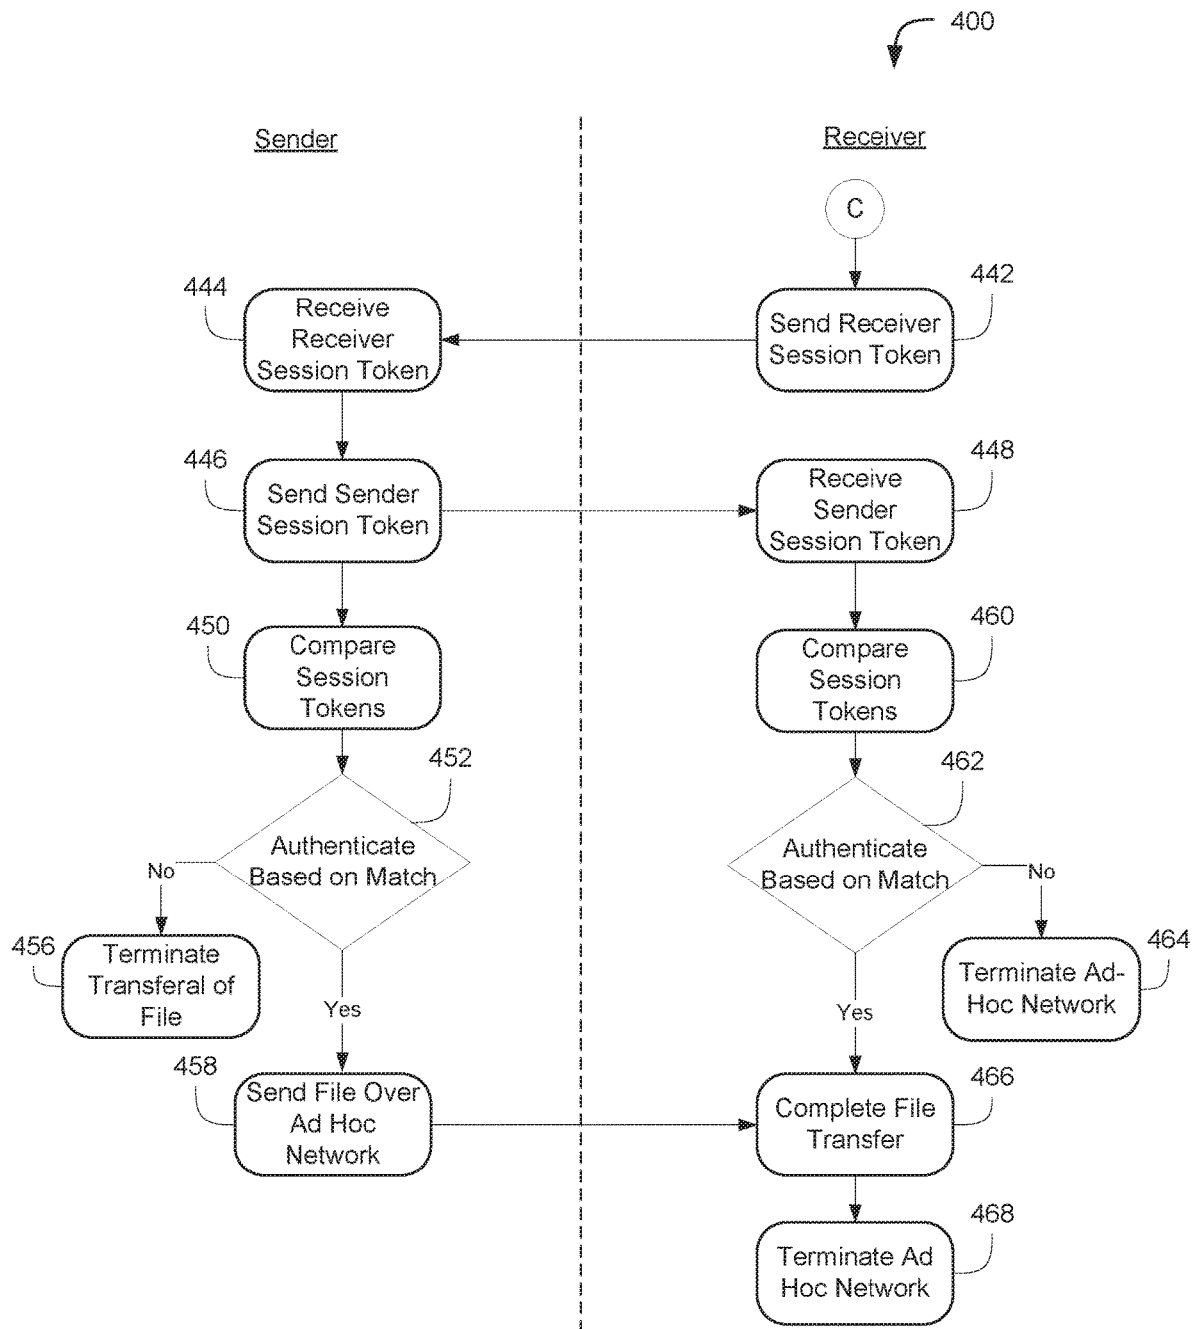 400
Sender
Receiver
C
444
Receive
Receiver
Session Token
442
Send Receiver
Session Token
446
Send Sender
Session Token
448
Receive
Sender
Session Token
450
Compare
Session
Tokens
460
Compare
Session
Tokens
452
Authenticate
Based on Match
462
Authenticate
Based on Match
No
No
456
Terminate
Transferal of
File
464
Terminate Ad-
Hoc Network
Yes
Yes
458
Send File Over
Ad Hoc
Network
466
Complete File
Transfer
468
Terminate Ad
Hoc Network